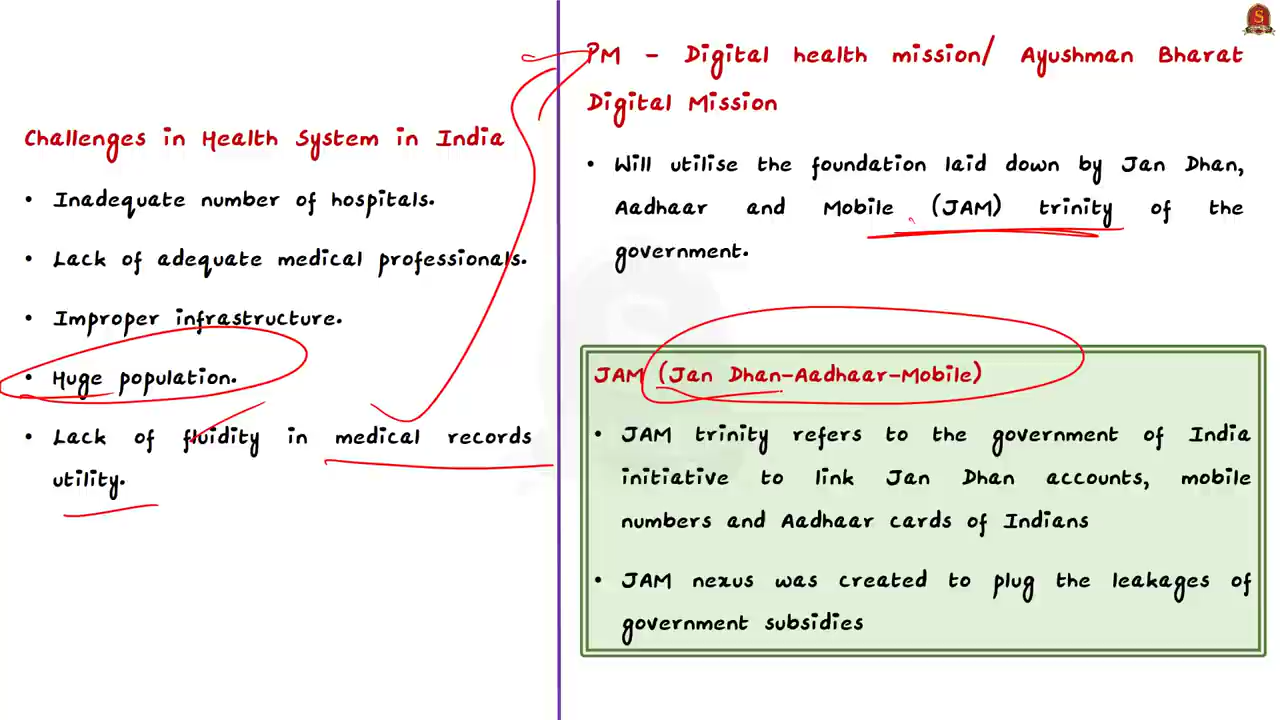 Challenges in Health System in India
• Inadequate number of hospitals.
• Lack of adequate medical professionals.
• Improper infrastructure.
• Huge population.
• Lack of fluidity in medical records
utility.
PM - Digital health mission/ Ayushman Bharat
Digital Mission
• Will utilise the foundation laid down by Jan Dhan,
Aadhaar and Mobile (JAM) trinity of the
government.
JAM (Jan Dhan-Aadhaar-Mobile)
• JAM trinity refers to the government of India
initiative to link Jan Dhan accounts, mobile
numbers and Aadhaar cards of Indians
• JAM nexus was created to plug the leakages of
government subsidies